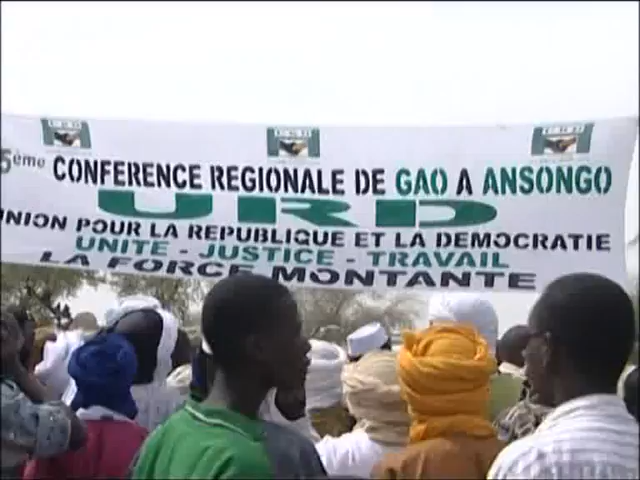 5ème CONFERENCE REGIONALE DE GAO A ANSONGO
URD
UNION POUR LA REPUBLIQUE ET LA DEMOCRATIE
UNITE - JUSTICE - TRAVAIL
LA FORCE MONTANTE